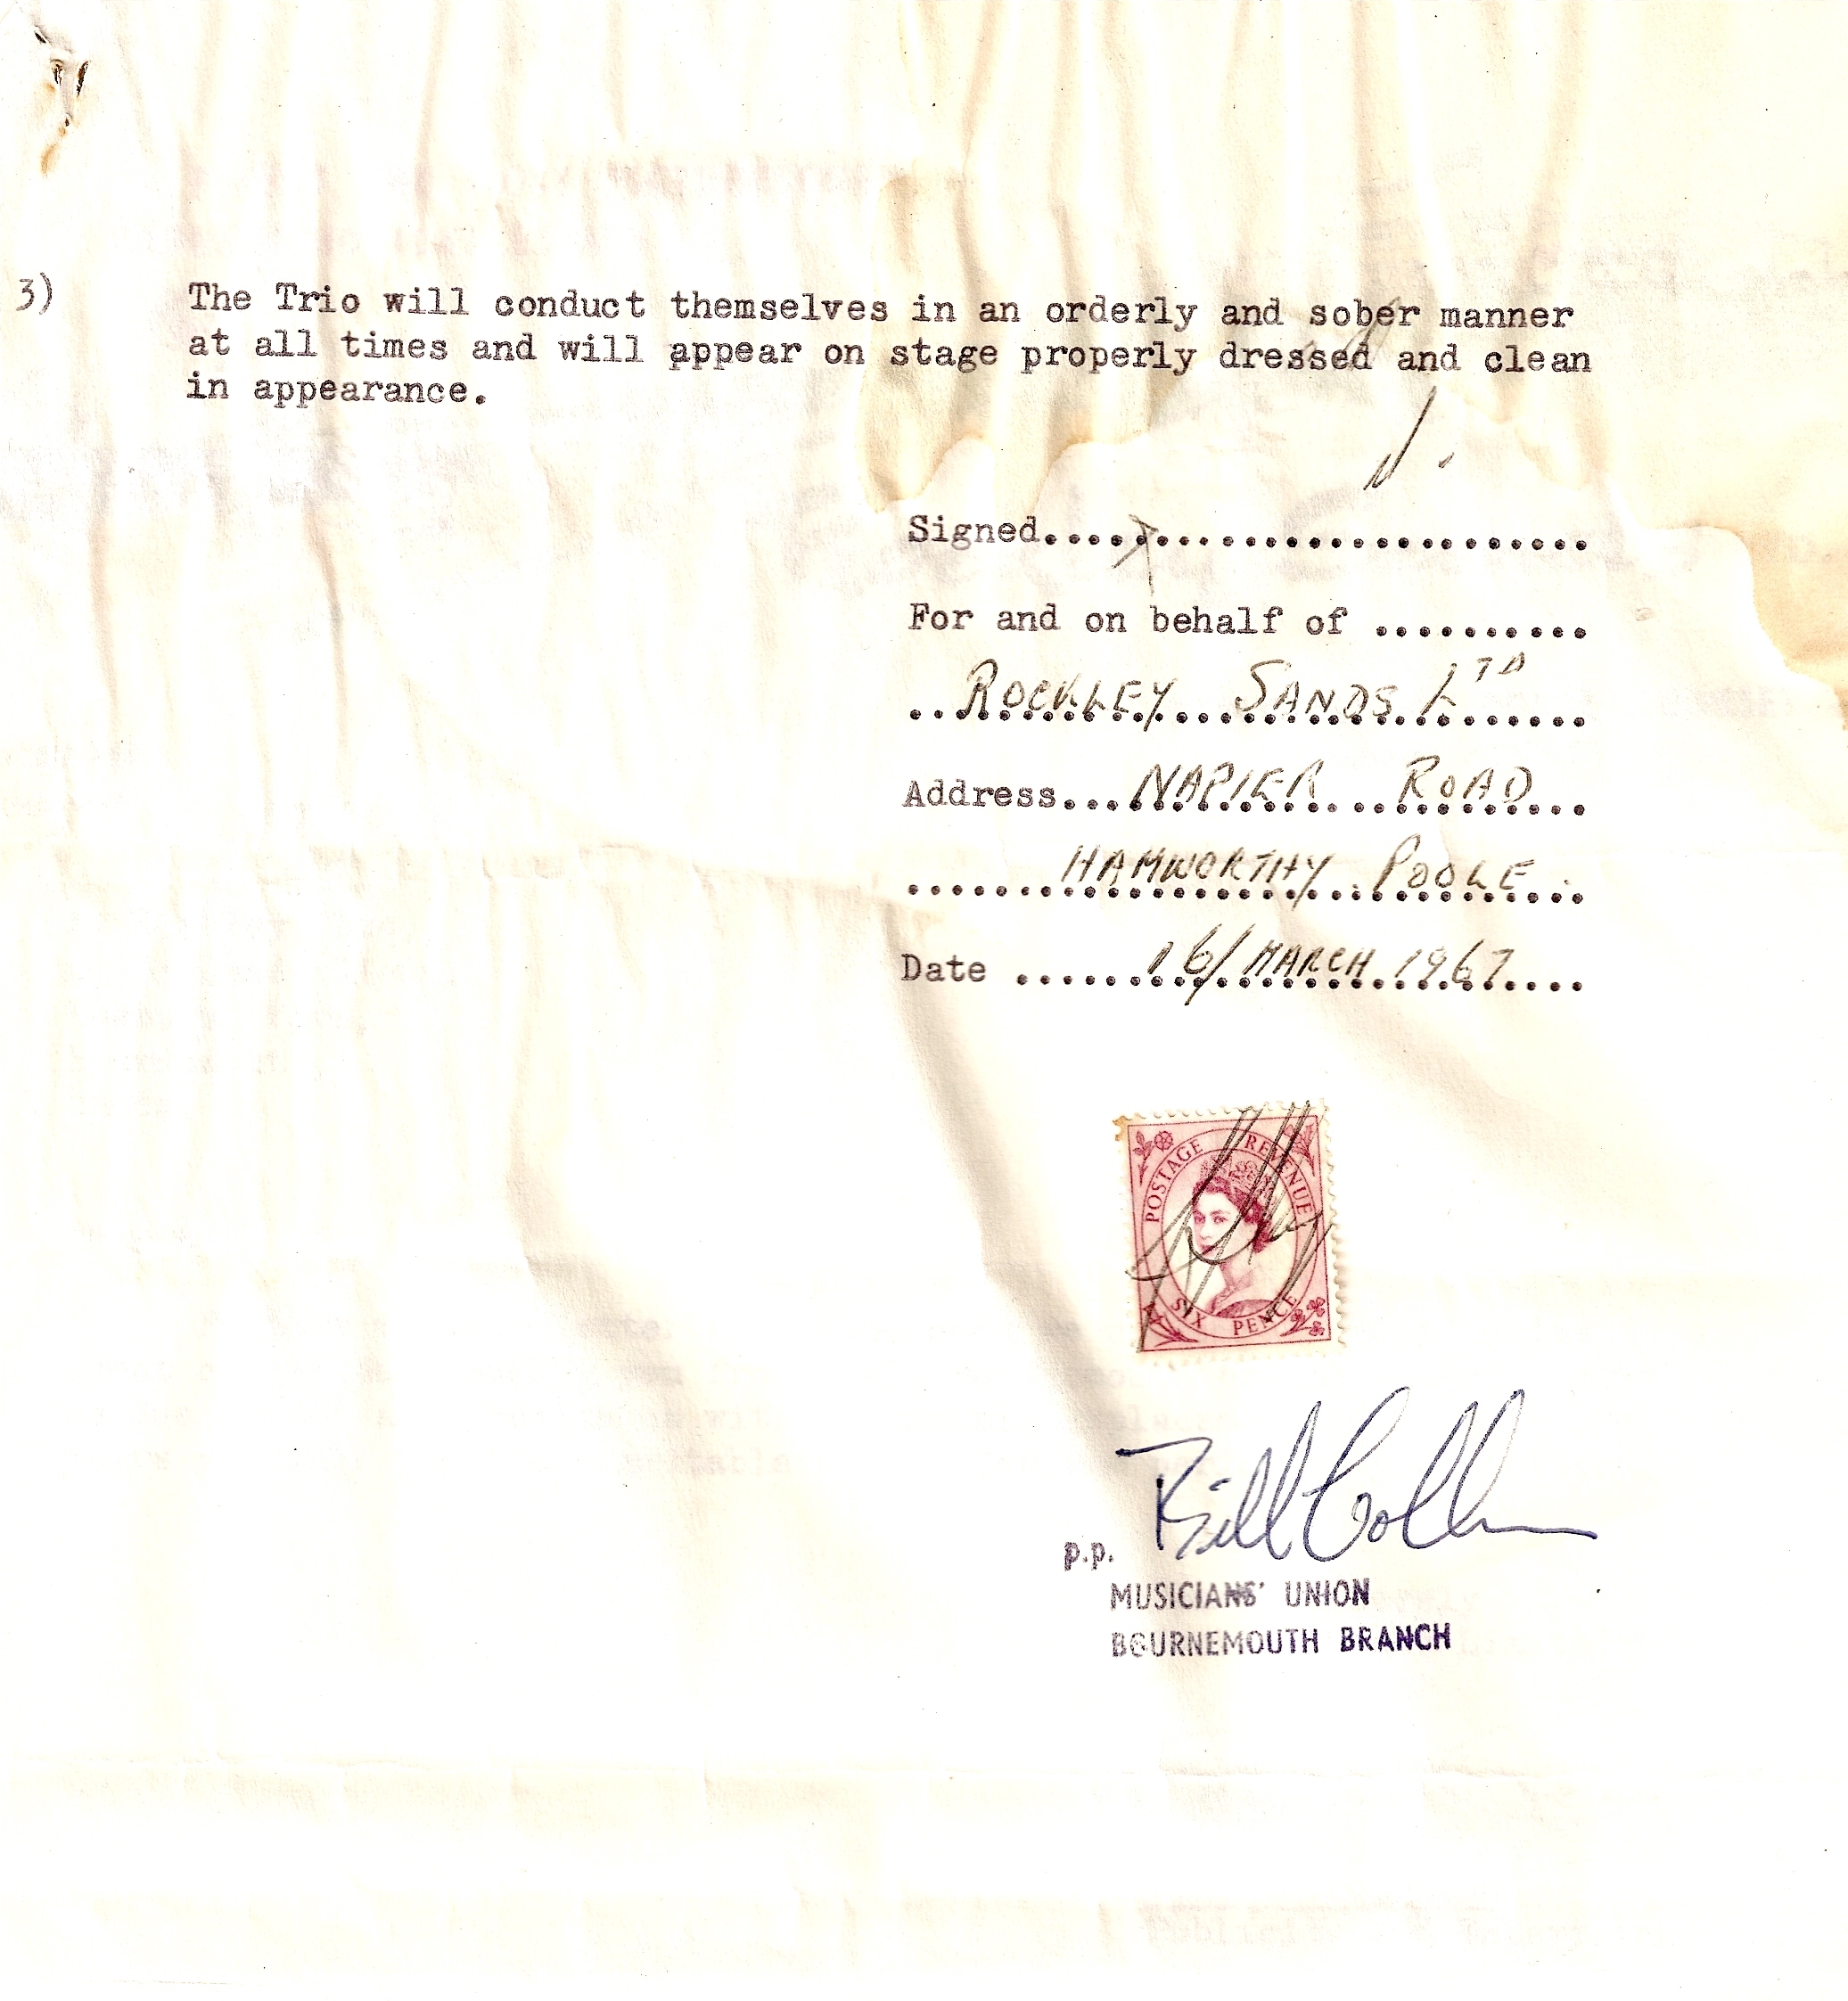 3) The Trio will conduct themselves in an orderly and sober manner
at all times and will appear on stage properly dressed and clean
in appearance.
Signed..............................
For and on behalf of ..........
ROCKLEY SANDS LTD
Address... NAPIER ROAD
HAMWORTHY POOLE
Date ...... 16/ MARCH 1967
POSTAGE REVENUE
SIX PENCE
Bill
p.p.
MUSICIANS' UNION
BOURNEMOUTH BRANCH